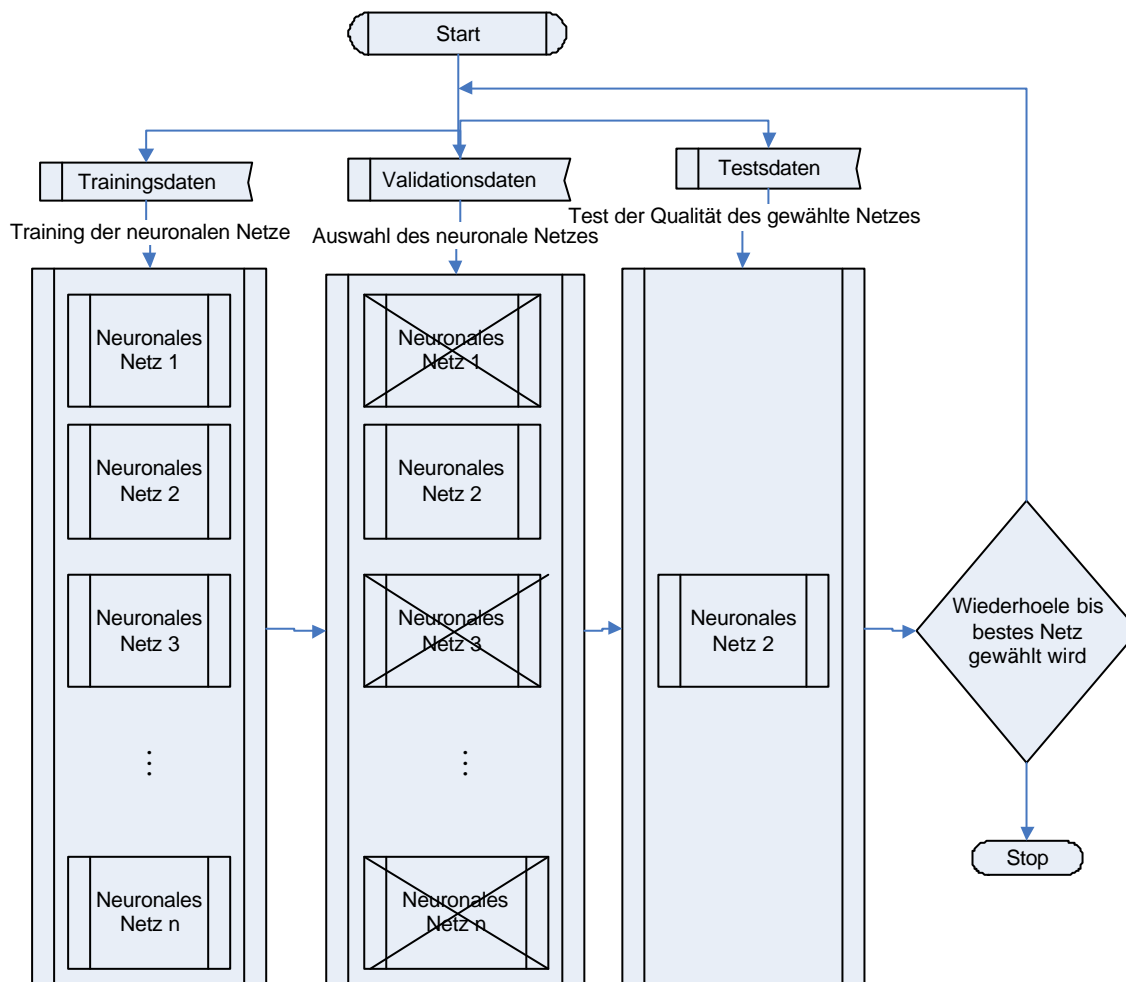 Start
Trainingsdaten
Validationsdaten
Testsdaten
Training der neuronalen Netze
Auswahl des neuronale Netzes
Test der Qualität des gewählte Netzes
Neuronales
Netz 1
Neuronales
Netz 2
Neuronales
Netz 3
⋮
Neuronales
Netz n
Neuronales
Netz 1
Neuronales
Netz 2
Neuronales
Netz 3
⋮
Neuronales
Netz n
Neuronales
Netz 2
Wiederhoele bis
bestes Netz
gewählt wird
Stop